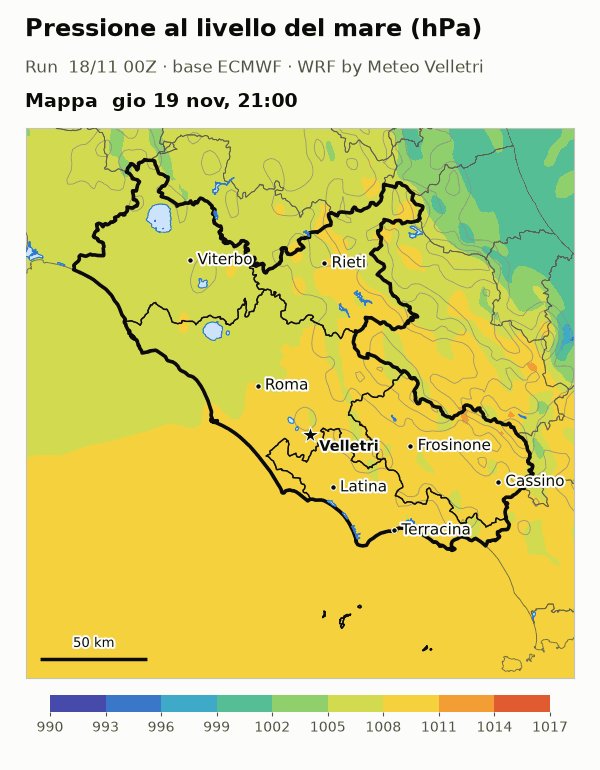 Pressione al livello del mare (hPa)
Run 18/11 00Z · base ECMWF · WRF by Meteo Velletri
Mappa gio 19 nov, 21:00
Viterbo
Rieti
Roma
Velletri
Frosinone
Cassino
Latina
Terracina
50 km
990 993 996 999 1002 1005 1008 1011 1014 1017